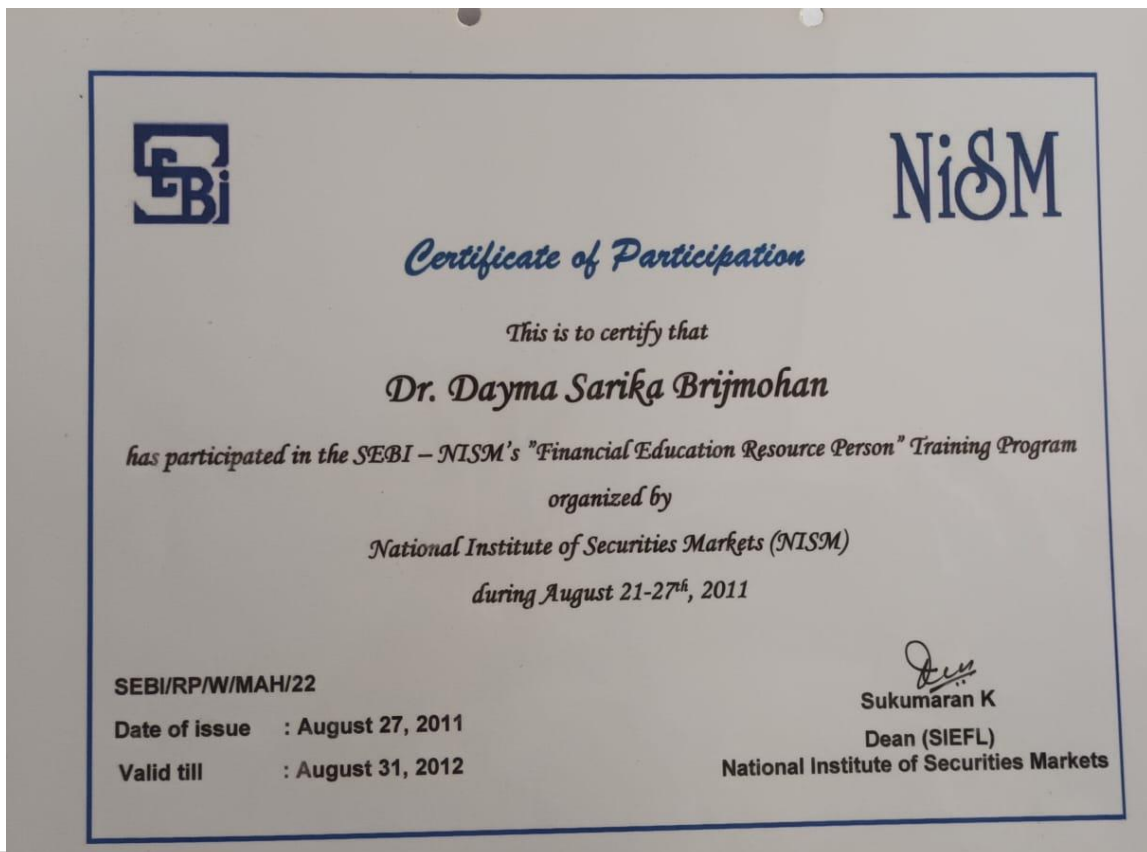 SEBi
NiSM
Certificate of Participation
This is to certify that
Dr. Dayma Sarika Brijmohan
has participated in the SEBI – NISM's "Financial Education Resource Person" Training Program
organized by
National Institute of Securities Markets (NISM)
during August 21-27th, 2011
SEBI/RP/W/MAH/22
Date of issue : August 27, 2011
Valid till : August 31, 2012
Sukumaran K
Dean (SIEFL)
National Institute of Securities Markets